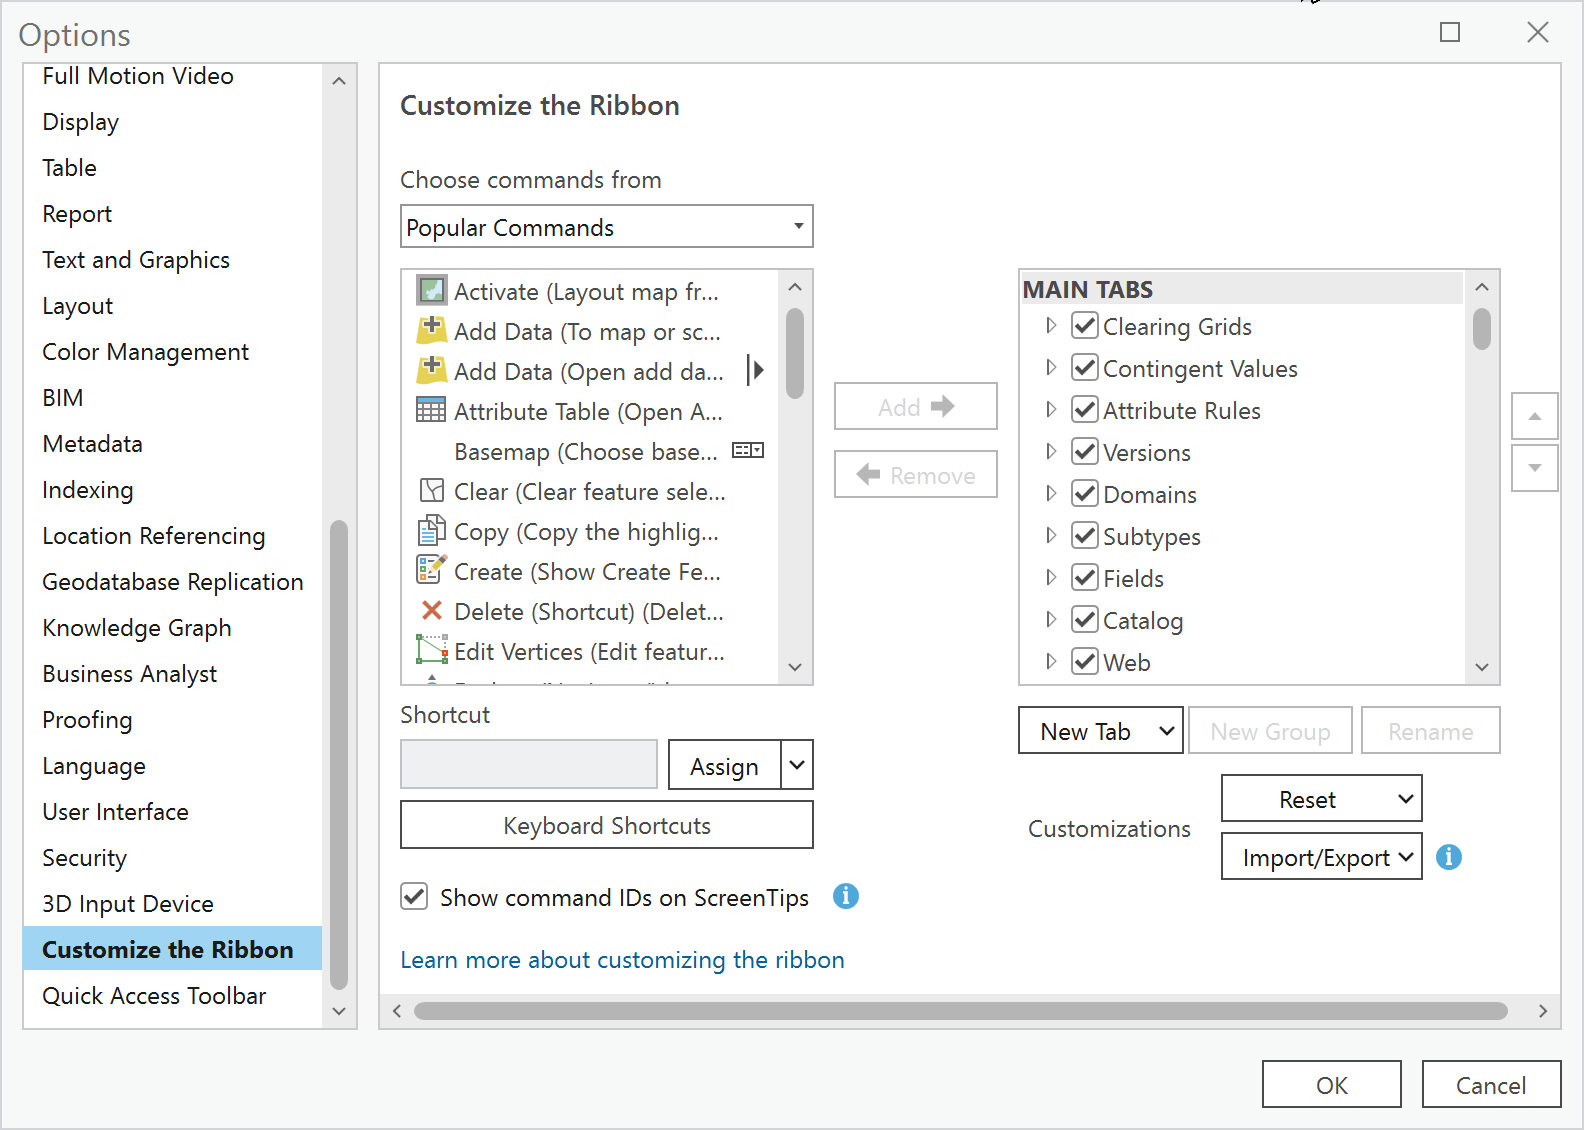 Options
Full Motion Video
Display
Table
Report
Text and Graphics
Layout
Color Management
BIM
Metadata
Indexing
Location Referencing
Geodatabase Replication
Knowledge Graph
Business Analyst
Proofing
Language
User Interface
Security
3D Input Device
Customize the Ribbon
Quick Access Toolbar
Customize the Ribbon
Choose commands from
Popular Commands
Activate (Layout map fr...
Add Data (To map or sc...
Add Data (Open add da...
Attribute Table (Open A...
Basemap (Choose base...
Clear (Clear feature sele...
Copy (Copy the highlig...
Create (Show Create Fe...
Delete (Shortcut) (Delet...
Edit Vertices (Edit featur...
Shortcut
Assign
Keyboard Shortcuts
Show command IDs on ScreenTips
Learn more about customizing the ribbon
Add
Remove
MAIN TABS
Clearing Grids
Contingent Values
Attribute Rules
Versions
Domains
Subtypes
Fields
Catalog
Web
New Tab
New Group
Rename
Customizations
Reset
Import/Export
OK
Cancel